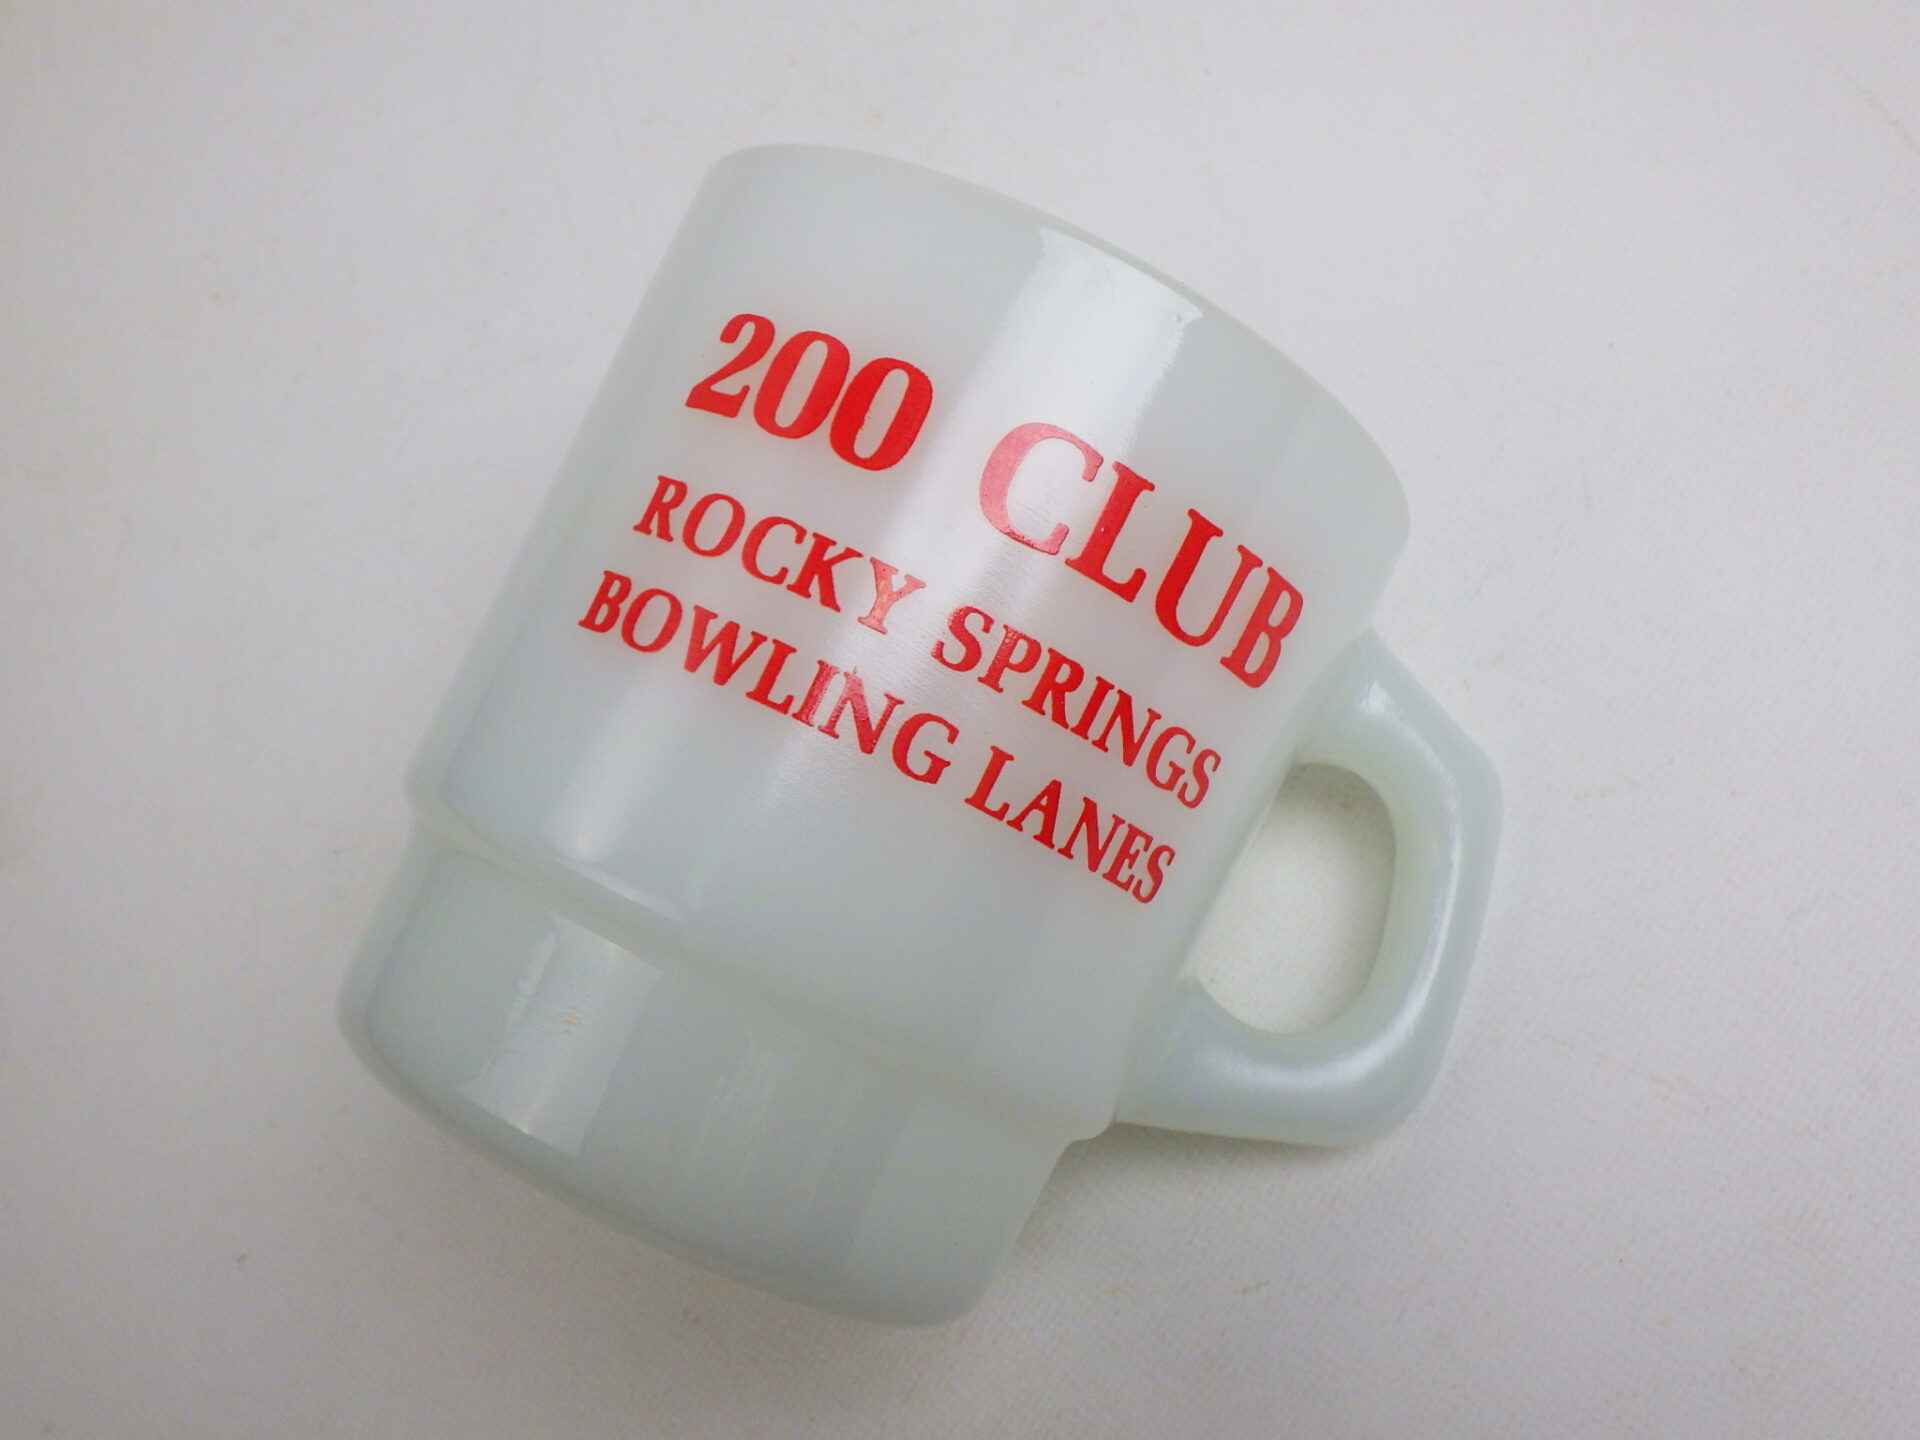 200 CLUB
ROCKY SPRINGS
BOWLING LANES